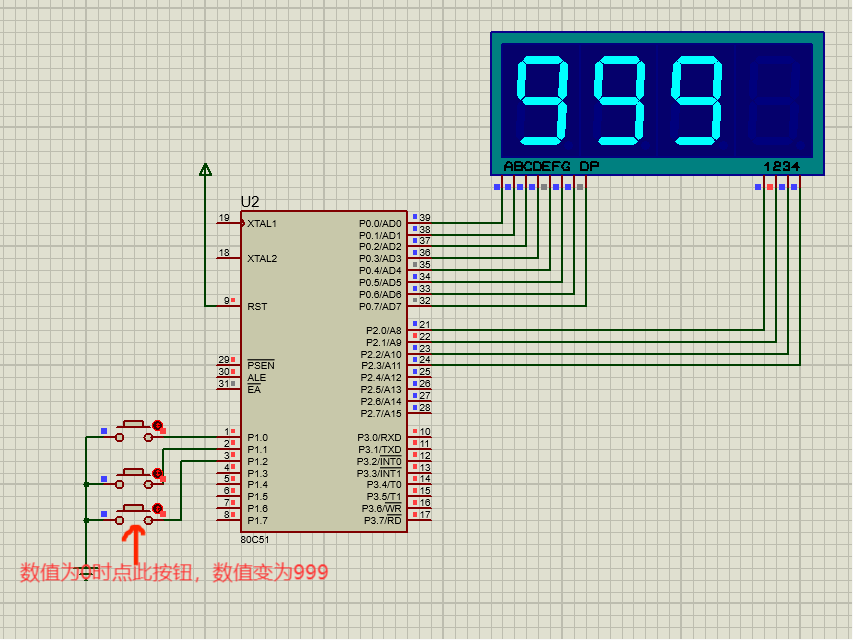 999
ABCDEFG DP
1234
U2
19
XTAL1
18
XTAL2
9
RST
29
PSEN
30
ALE
31
EA
1
P1.0
2
P1.1
3
P1.2
4
P1.3
5
P1.4
6
P1.5
7
P1.6
8
P1.7
P0.0/AD0
39
P0.1/AD1
38
P0.2/AD2
37
P0.3/AD3
36
P0.4/AD4
35
P0.5/AD5
34
P0.6/AD6
33
P0.7/AD7
32
P2.0/A8
21
P2.1/A9
22
P2.2/A10
23
P2.3/A11
24
P2.4/A12
25
P2.5/A13
26
P2.6/A14
27
P2.7/A15
28
P3.0/RXD
10
P3.1/TXD
11
P3.2/INT0
12
P3.3/INT1
13
P3.4/T0
14
P3.5/T1
15
P3.6/WR
16
P3.7/RD
17
80C51
数值为0时点此按钮，数值变为999